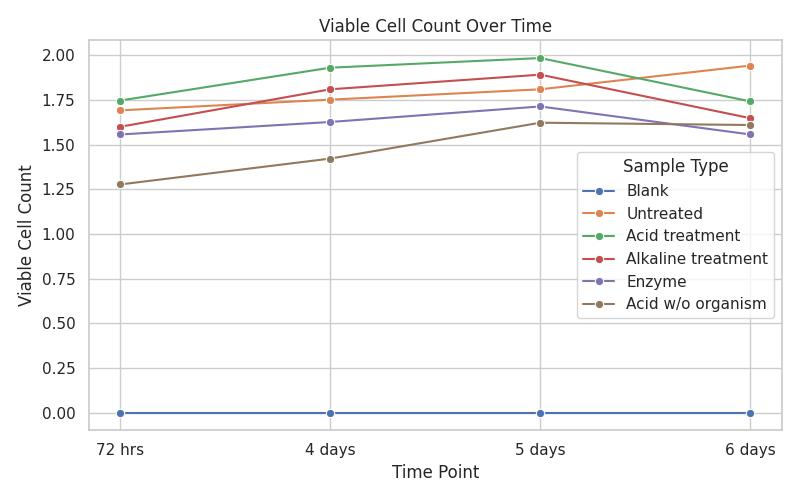 Viable Cell Count Over Time
Viable Cell Count
2.00
1.75
1.50
1.25
1.00
0.75
0.50
0.25
0.00
Sample Type
Blank
Untreated
Acid treatment
Alkaline treatment
Enzyme
Acid w/o organism
72 hrs
4 days
5 days
6 days
Time Point